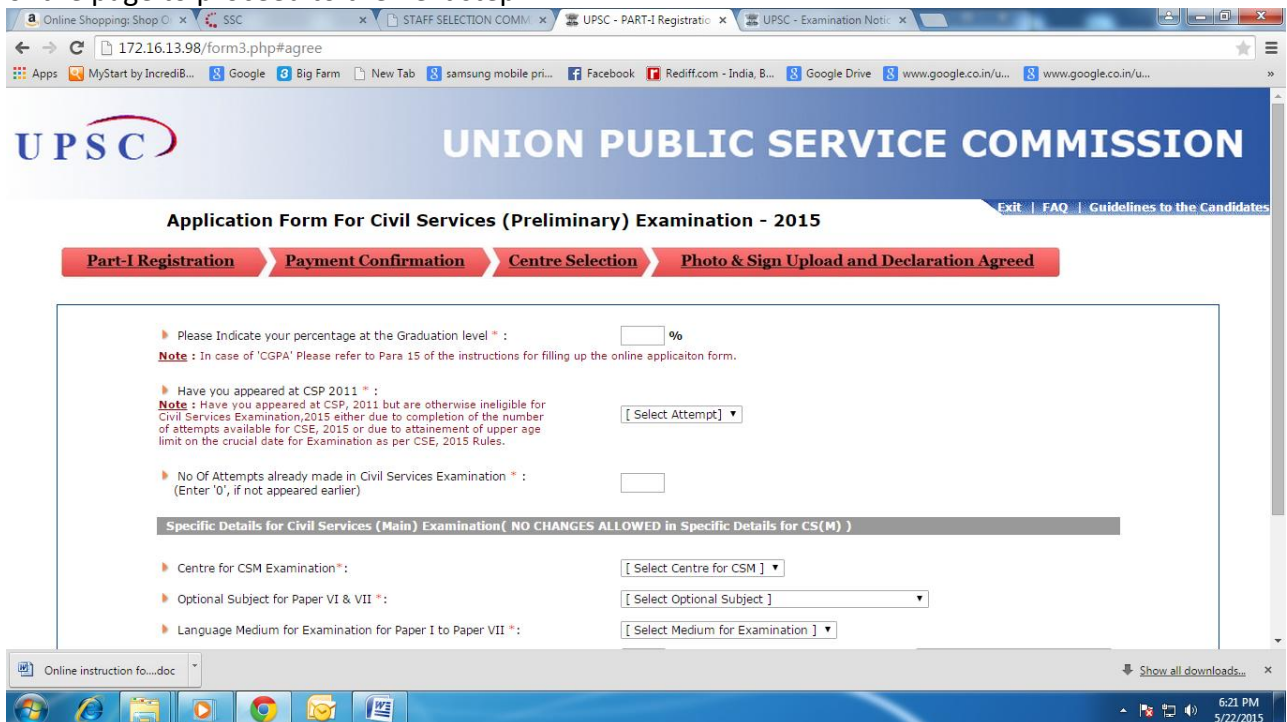 Online Shopping: Shop O
SSC
STAFF SELECTION COMM
UPSC - PART-I Registratio
UPSC - Examination Notic
172.16.13.98/form3.php#agree
Apps MyStart by IncrediB... Google Big Farm New Tab samsung mobile pri... Facebook Rediff.com - India, B... Google Drive www.google.co.in/u... www.google.co.in/u... »
UPSC
UNION PUBLIC SERVICE COMMISSION
Exit | FAQ | Guidelines to the Candidates
Application Form For Civil Services (Preliminary) Examination - 2015
Part-I Registration Payment Confirmation Centre Selection Photo & Sign Upload and Declaration Agreed
Please Indicate your percentage at the Graduation level * : %
Note : In case of 'CGPA' Please refer to Para 15 of the instructions for filling up the online applicaiton form.
Have you appeared at CSP 2011 * :
Note : Have you appeared at CSP, 2011 but are otherwise ineligible for
Civil Services Examination,2015 either due to completion of the number
of attempts available for CSE, 2015 or due to attainement of upper age
limit on the crucial date for Examination as per CSE, 2015 Rules.
[ Select Attempt]
No Of Attempts already made in Civil Services Examination * :
(Enter '0', if not appeared earlier)
Specific Details for Civil Services (Main) Examination( NO CHANGES ALLOWED in Specific Details for CS(M) )
Centre for CSM Examination*: [ Select Centre for CSM ]
Optional Subject for Paper VI & VII *: [ Select Optional Subject ]
Language Medium for Examination for Paper I to Paper VII *: [ Select Medium for Examination ]
Online instruction fo....doc
Show all downloads...
6:21 PM
5/22/2015